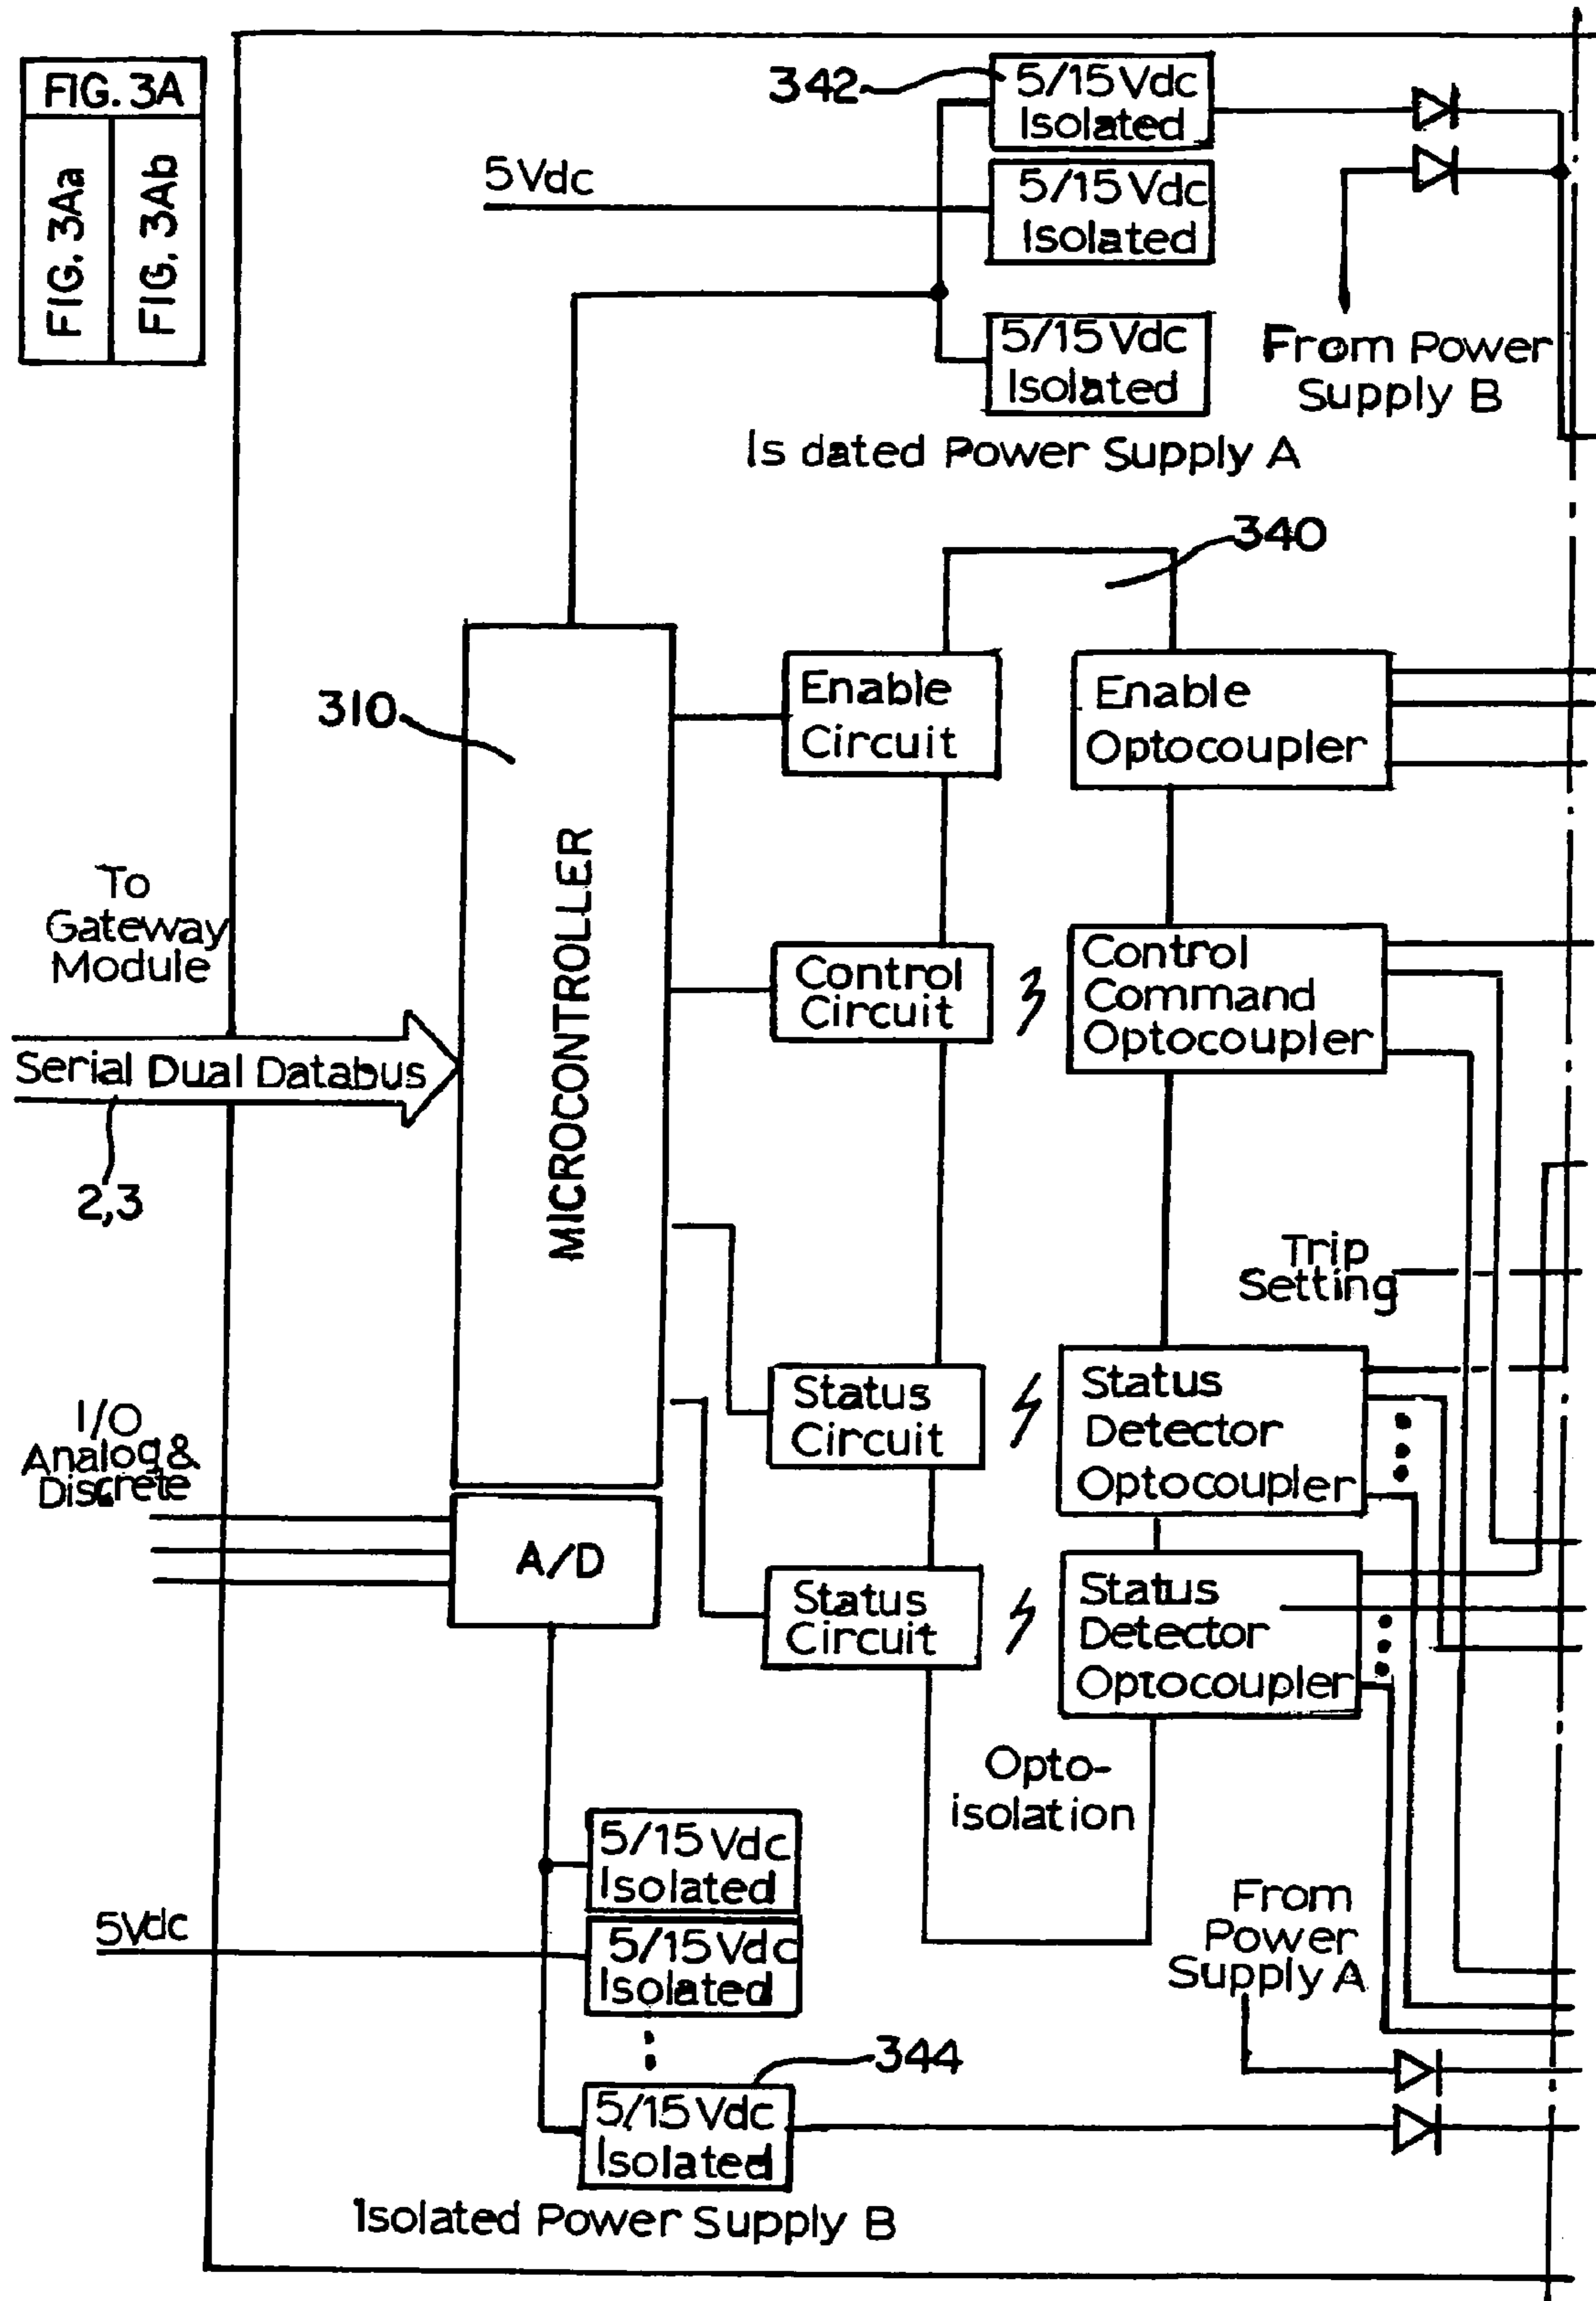 FIG. 3A
FIG. 3Aa
FIG. 3Ab
342
5/15 Vdc
Isolated
5Vdc
5/15 Vdc
Isolated
5/15 Vdc
Isolated
From Power
Supply B
Is dated Power Supply A
340
310
MICROCONTROLLER
Enable
Circuit
Enable
Optocoupler
To
Gateway
Module
Control
Circuit
Control
Command
Optocoupler
Serial Dual Databus
2,3
Trip
Setting
I/O
Analog &
Discrete
Status
Circuit
Status
Detector
Optocoupler
A/D
Status
Circuit
Status
Detector
Optocoupler
Opto-
isolation
5/15 Vdc
Isolated
5Vdc
5/15 Vdc
Isolated
From
Power
Supply A
344
5/15 Vdc
Isolated
Isolated Power Supply B